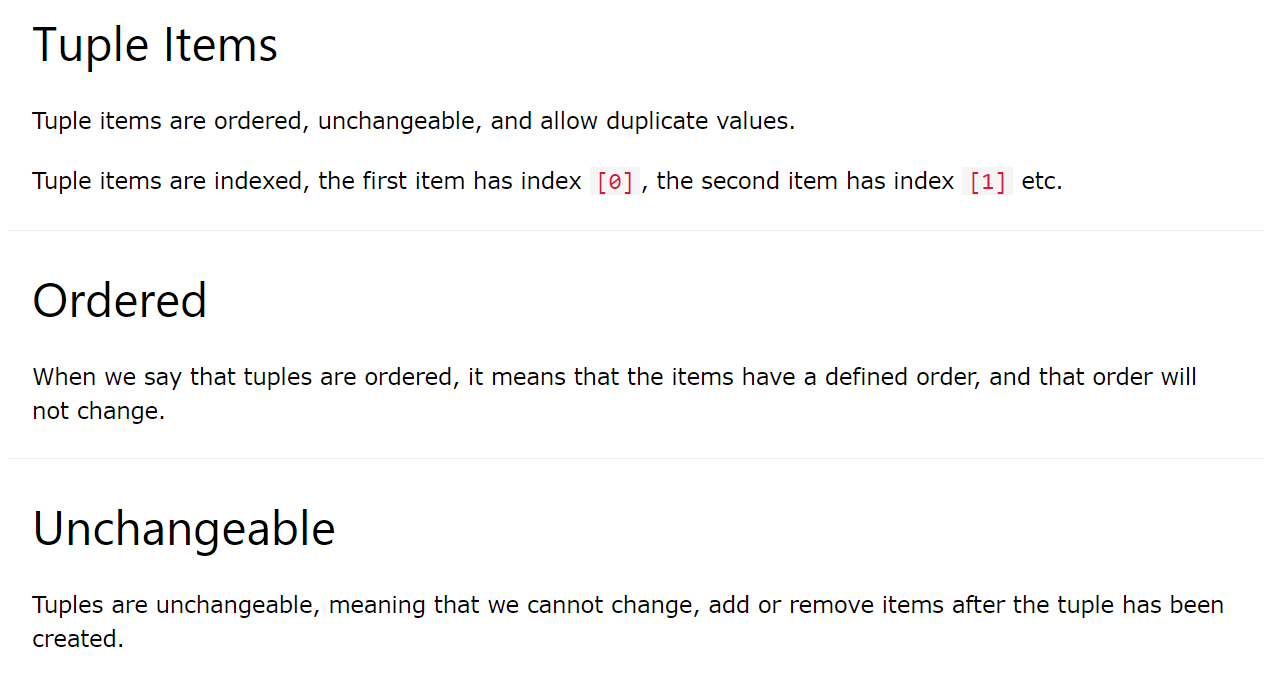 Tuple Items
Tuple items are ordered, unchangeable, and allow duplicate values.
Tuple items are indexed, the first item has index [0], the second item has index [1] etc.
Ordered
When we say that tuples are ordered, it means that the items have a defined order, and that order will
not change.
Unchangeable
Tuples are unchangeable, meaning that we cannot change, add or remove items after the tuple has been
created.